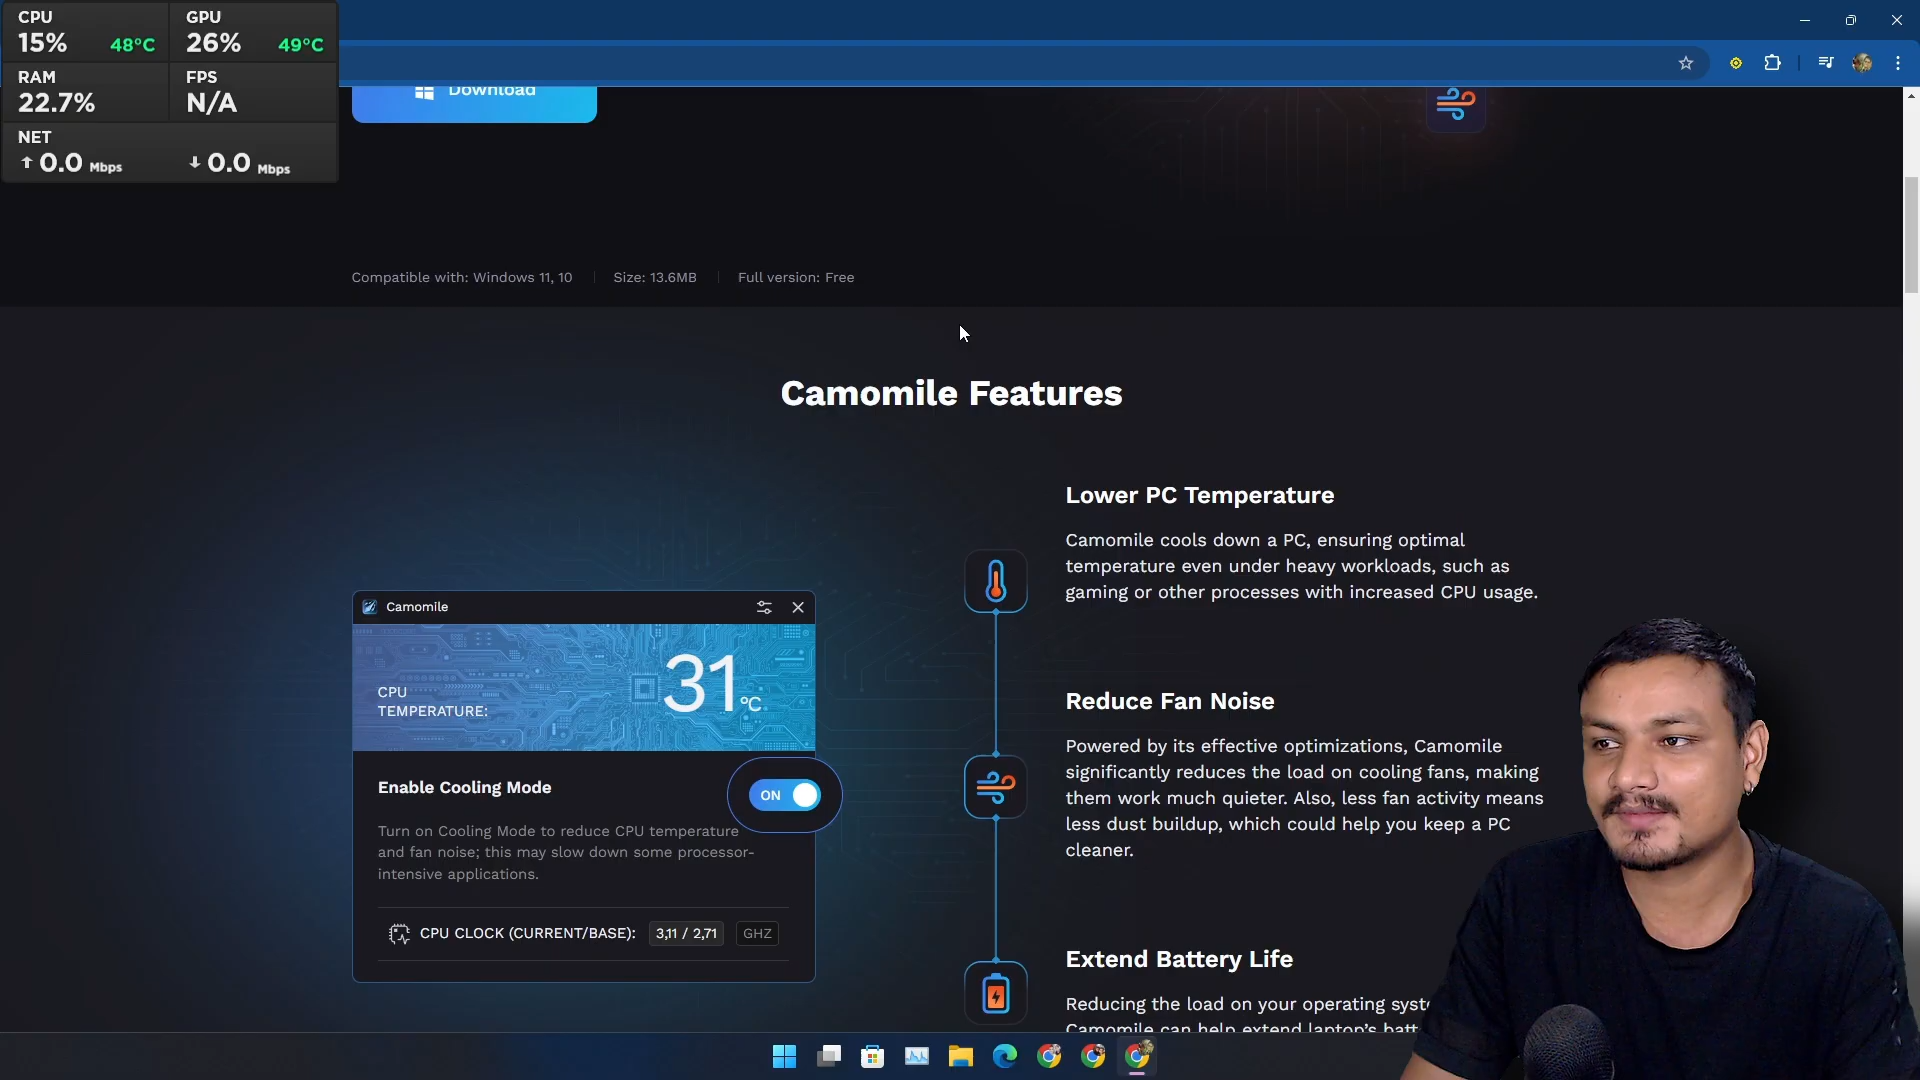 CPU
15% 48°C
GPU
26% 49°C
RAM
22.7%
FPS
N/A
NET
↑ 0.0 Mbps ↓ 0.0 Mbps
Download
Compatible with: Windows 11, 10
Size: 13.6MB
Full version: Free
Camomile Features
Camomile
CPU
TEMPERATURE:
31°C
Enable Cooling Mode
ON
Turn on Cooling Mode to reduce CPU temperature
and fan noise; this may slow down some processor-
intensive applications.
CPU CLOCK (CURRENT/BASE): 3,11 / 2,71 GHZ
Lower PC Temperature
Camomile cools down a PC, ensuring optimal
temperature even under heavy workloads, such as
gaming or other processes with increased CPU usage.
Reduce Fan Noise
Powered by its effective optimizations, Camomile
significantly reduces the load on cooling fans, making
them work much quieter. Also, less fan activity means
less dust buildup, which could help you keep a PC
cleaner.
Extend Battery Life
Reducing the load on your operating syst
Camomile can help extend laptop's batt